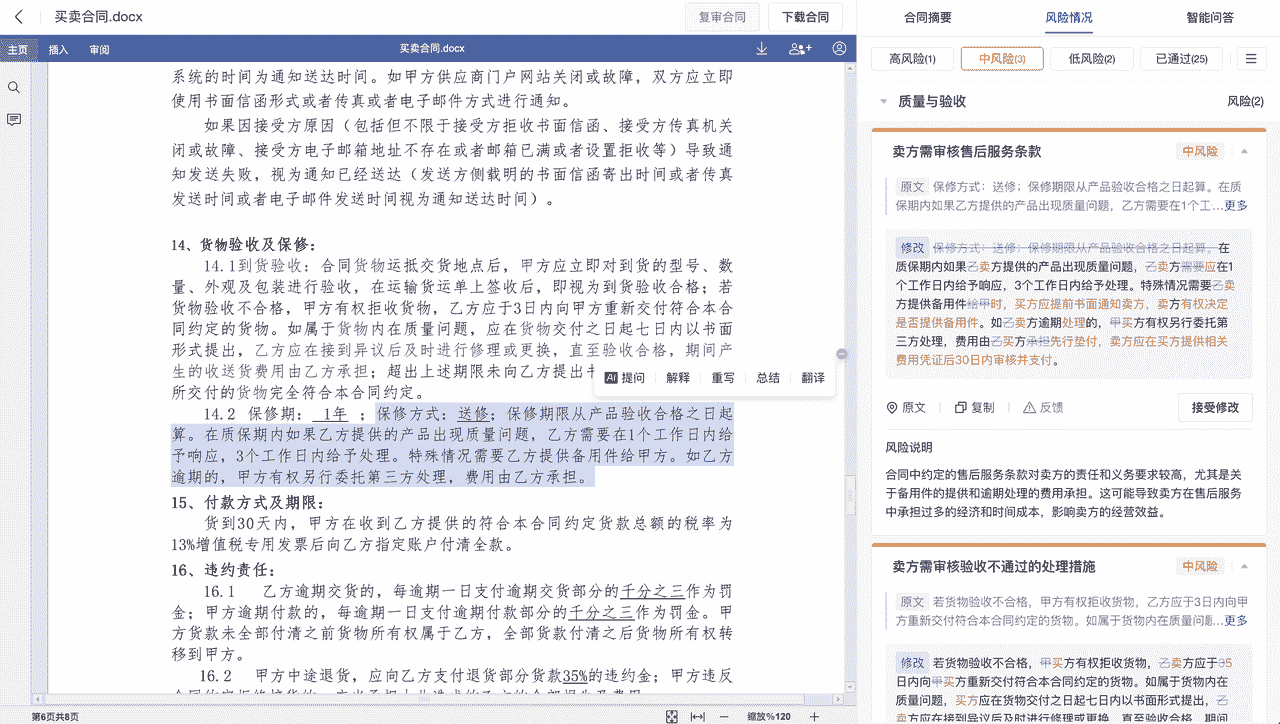 买卖合同.docx
复审合同
下载合同
主页
插入
审阅
买卖合同.docx
系统的时间为通知送达时间。如甲方供应商门户网站关闭或故障，双方应立即
使用书面信函形式或者传真或者电子邮件方式进行通知。
如果因接受方原因（包括但不限于接受方拒收书面信函、接受方传真机关
闭或故障、接受方电子邮箱地址不存在或者邮箱已满或者设置拒收等）导致通
知发送失败，视为通知已经送达（发送方侧载明的书面信函寄出时间或者传真
发送时间或者电子邮件发送时间视为通知送达时间）。
14、货物验收及保修：
14.1到货验收：合同货物运抵交货地点后，甲方应立即对到货的型号、数
量、外观及包装进行验收，在运输货运单上签收后，即视为到货验收合格；若
货物验收不合格，甲方有权拒收货物，乙方应于3日内向甲方重新交付符合本合
同约定的货物。如属于货物内在质量问题，应在货物交付之日起七日内以书面
形式提出，乙方应在接到异议后及时进行修理或更换，直至验收合格，期间产
生的收送货费用由乙方承担；超出上述期限未向乙方提出书
所交付的货物完全符合本合同约定。
AI 提问
解释
重写
总结
翻译
14.2 保修期： 1年 ；保修方式：送修；保修期限从产品验收合格之日起
算。在质保期内如果乙方提供的产品出现质量问题，乙方需要在1个工作日内给
予响应，3个工作日内给予处理。特殊情况需要乙方提供备用件给甲方。如乙方
逾期的，甲方有权另行委托第三方处理，费用由乙方承担。
15、付款方式及期限：
货到30天内，甲方在收到乙方提供的符合本合同约定货款总额的税率为
13%增值税专用发票后向乙方指定账户付清全款。
16、违约责任：
16.1 乙方逾期交货的，每逾期一日支付逾期交货部分的千分之三作为罚
金；甲方逾期付款的，每逾期一日支付逾期付款部分的千分之三作为罚金。甲
方货款未全部付清之前货物所有权属于乙方，全部货款付清之后货物所有权转
移到甲方。
16.2 甲方中途退货，应向乙方支付退货部分货款35%的违约金；甲方违反
第6页共8页
缩放%120
合同摘要
风险情况
智能问答
高风险(1)
中风险(3)
低风险(2)
已通过(25)
质量与验收
风险(2)
卖方需审核售后服务条款
中风险
原文 保修方式：送修；保修期限从产品验收合格之日起算。在质
保期内如果乙方提供的产品出现质量问题，乙方需要在1个工...更多
修改 保修方式：送修；保修期限从产品验收合格之日起算。在
质保期内如果乙卖方提供的产品出现质量问题，乙卖方需要应在1
个工作日内给予响应，3个工作日内给予处理。特殊情况需要乙卖
方提供备用件给甲时，买方应提前书面通知卖方，卖方有权决定
是否提供备用件。如乙卖方逾期处理的，甲买方有权另行委托第
三方处理，费用由乙买方承担先行垫付，卖方应在买方提供相关
费用凭证后30日内审核并支付。
原文
复制
反馈
接受修改
风险说明
合同中约定的售后服务条款对卖方的责任和义务要求较高，尤其是关
于备用件的提供和逾期处理的费用承担。这可能导致卖方在售后服务
中承担过多的经济和时间成本，影响卖方的经营效益。
卖方需审核验收不通过的处理措施
中风险
原文 若货物验收不合格，甲方有权拒收货物，乙方应于3日内向甲
方重新交付符合本合同约定的货物。如属于货物内在质量问题...更多
修改 若货物验收不合格，甲买方有权拒收货物，乙卖方应于35
日内向甲买方重新交付符合本合同约定的货物。如属于货物内在
质量问题，买方应在货物交付之日起七日内以书面形式提出，乙
卖方应在接到异议后及时进行修理或更换，直至验收合格，期间